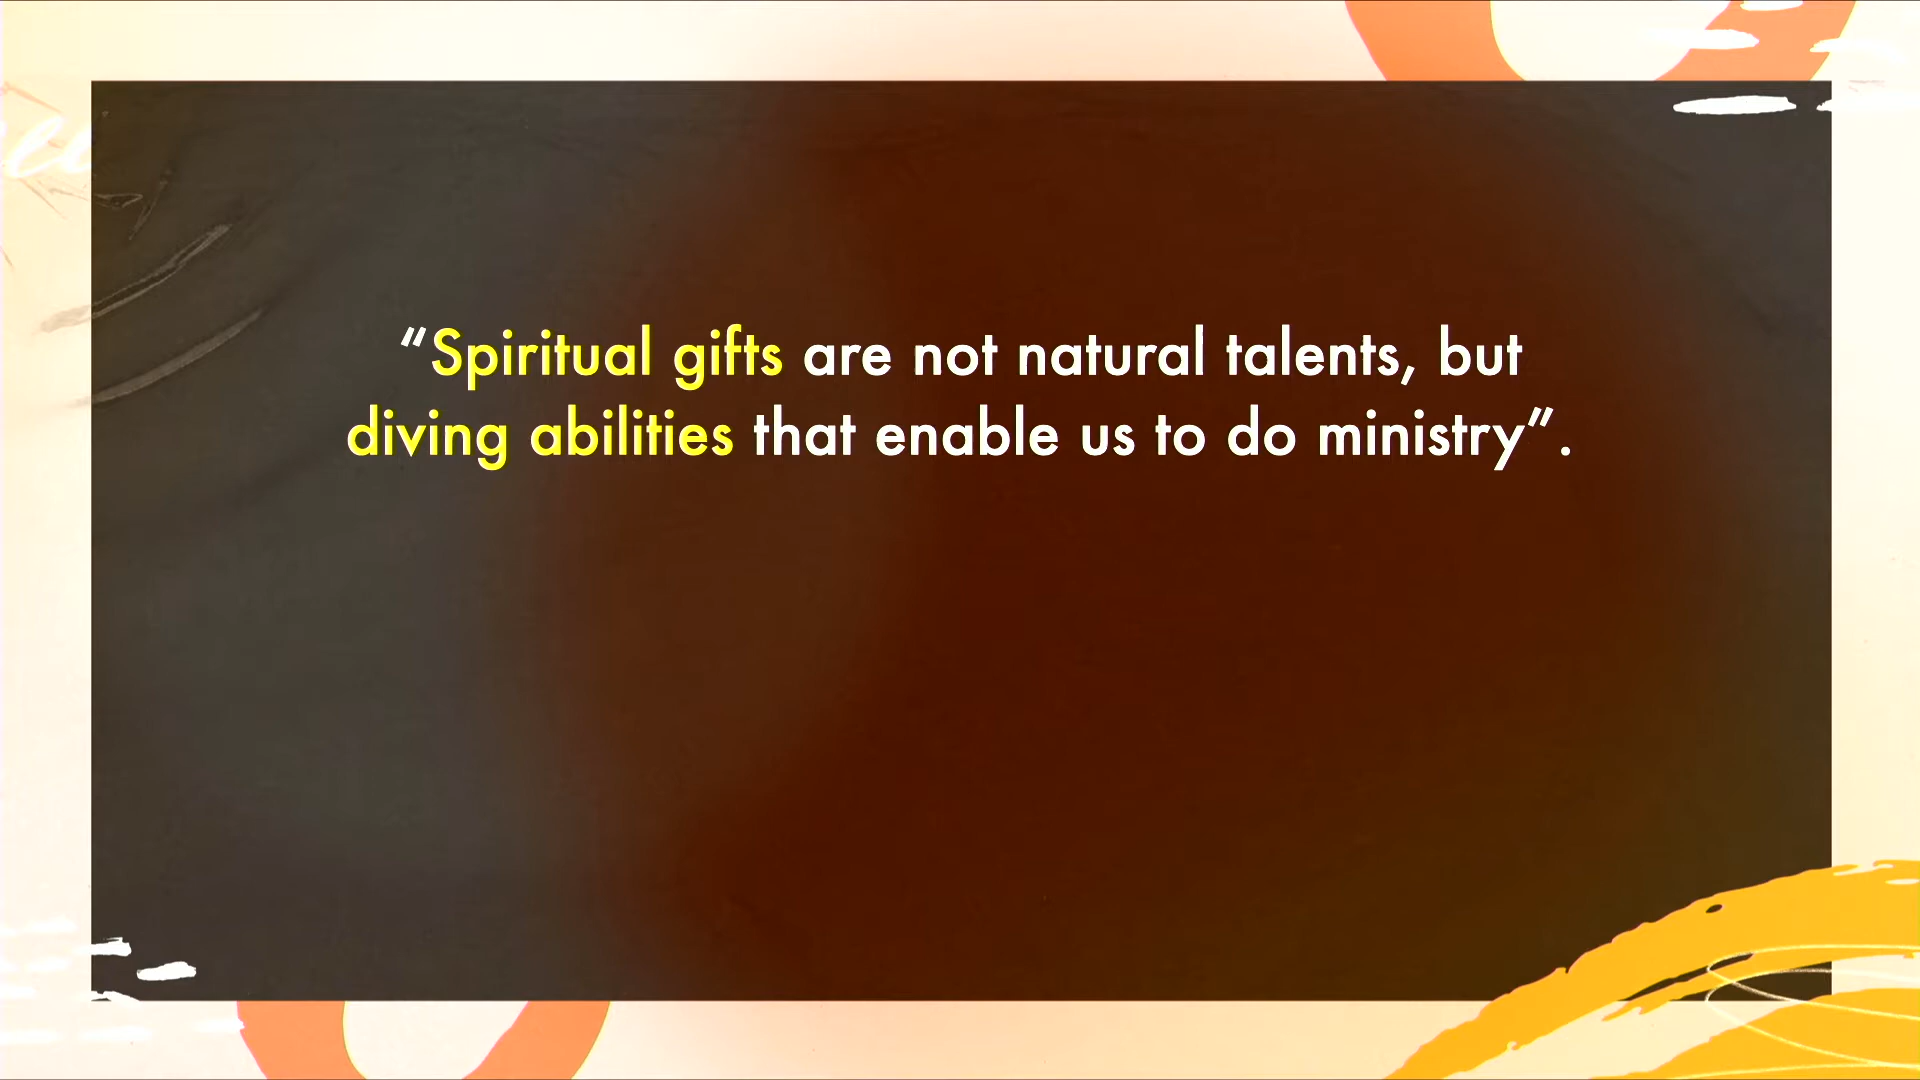 “Spiritual gifts are not natural talents, but
diving abilities that enable us to do ministry”.